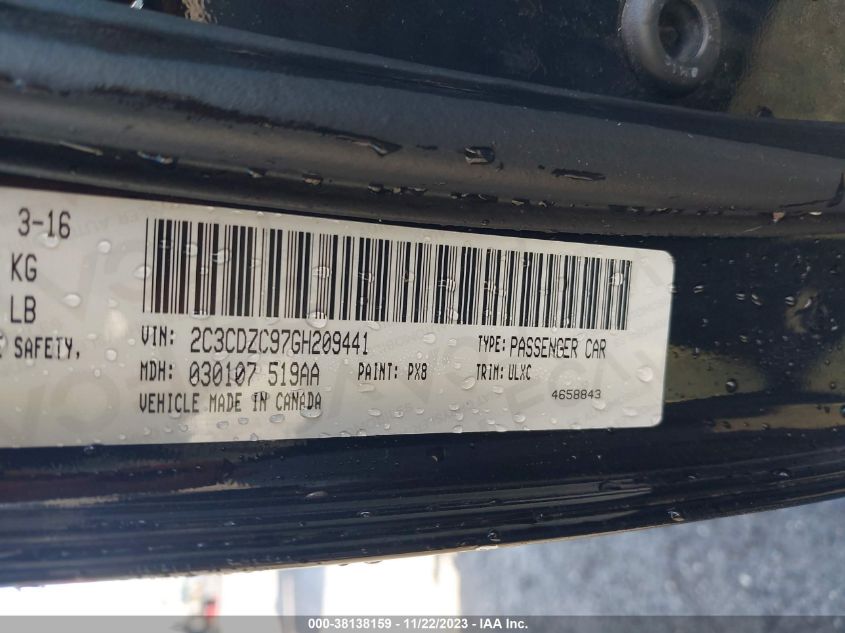 3-16
KG
LB
SAFETY.
VIN: 2C3CDZC97GH209441 TYPE: PASSENGER CAR
MDH: 030107 519AA PAINT: PX8 TRIM: ULXC
VEHICLE MADE IN CANADA 4658843
000-38138159 - 11/22/2023 - IAA Inc.